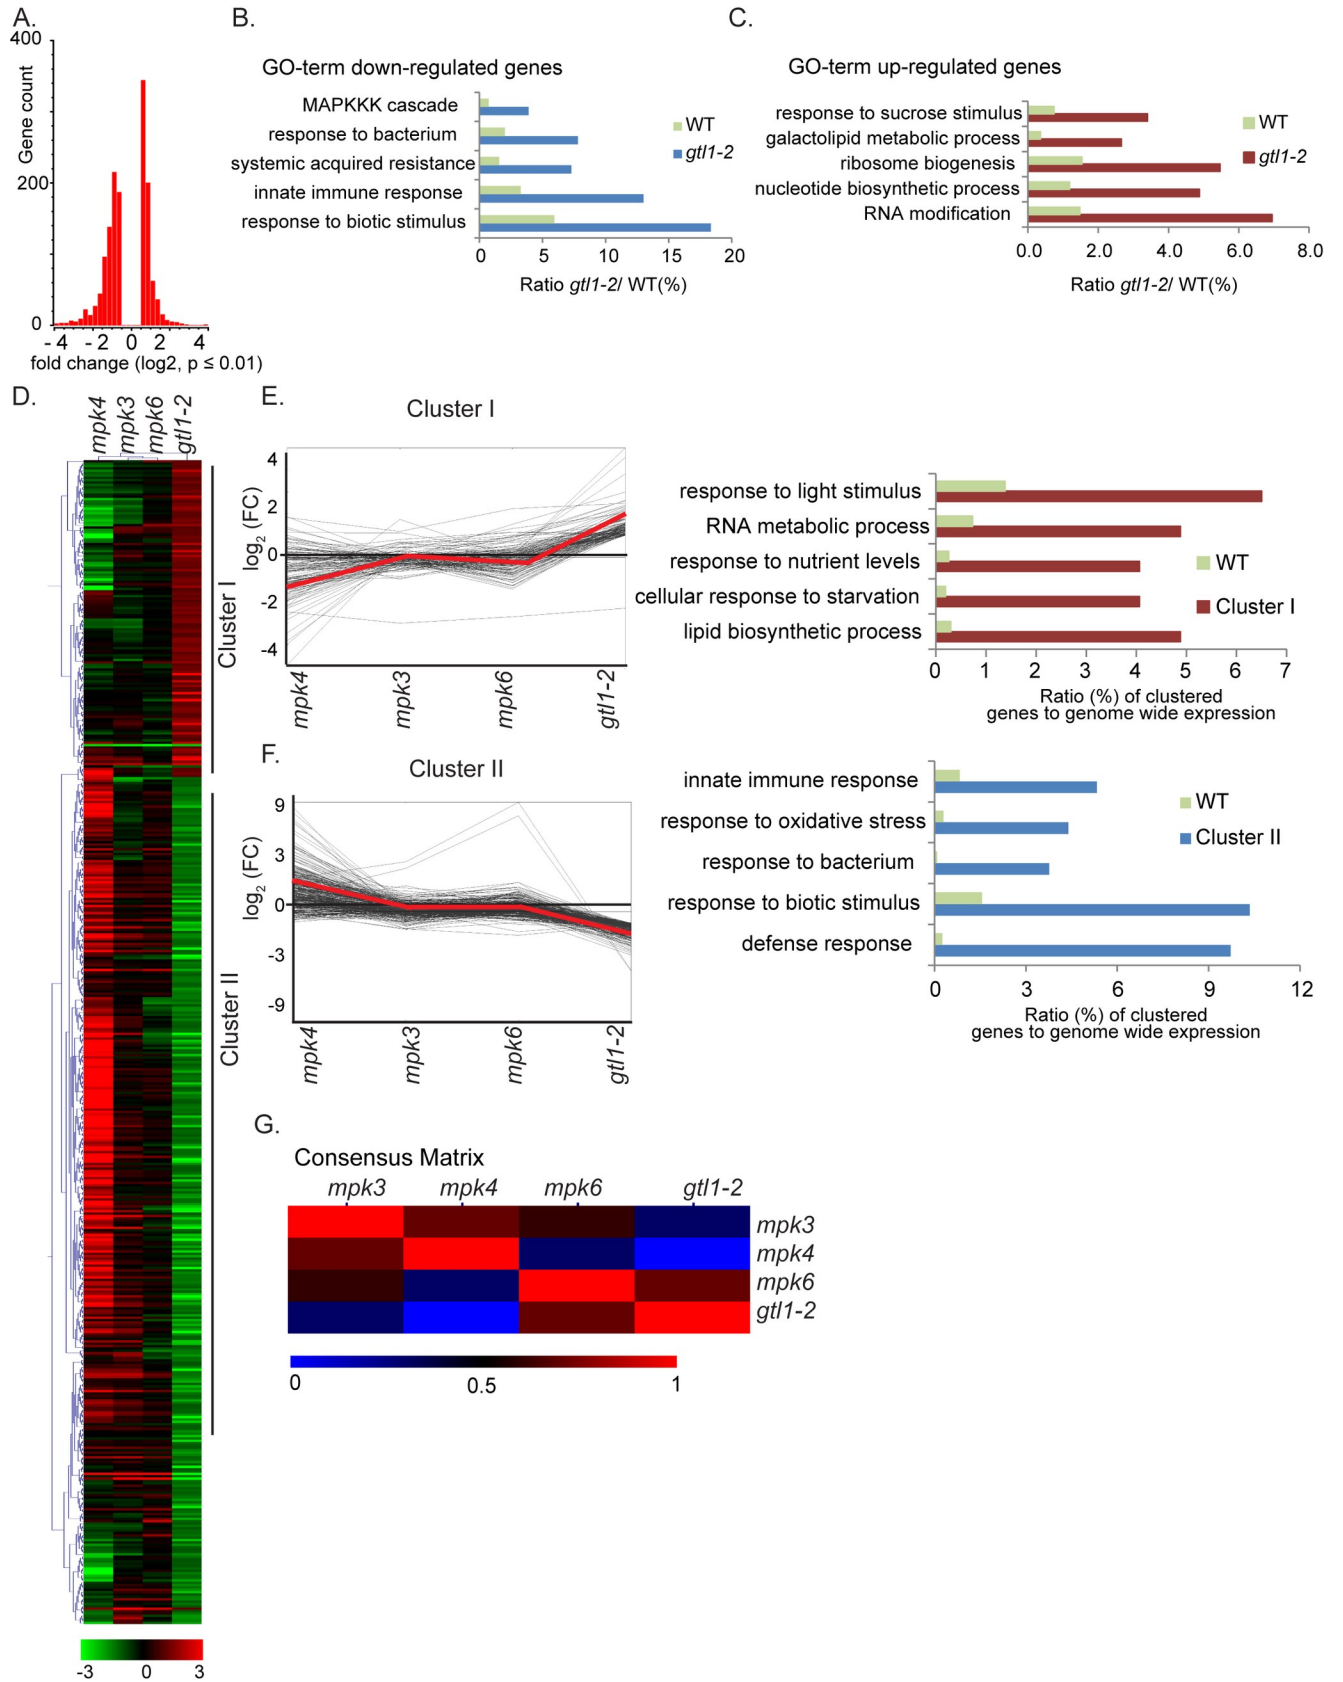 A.
400
Gene count
200
0
- 4 - 2 0 2 4
fold change (log2, p ≤ 0.01)
B.
GO-term down-regulated genes
MAPKKK cascade
response to bacterium
systemic acquired resistance
innate immune response
response to biotic stimulus
WT
gtl1-2
0 5 10 15 20
Ratio gtl1-2/ WT(%)
C.
GO-term up-regulated genes
response to sucrose stimulus
galactolipid metabolic process
ribosome biogenesis
nucleotide biosynthetic process
RNA modification
WT
gtl1-2
0.0 2.0 4.0 6.0 8.0
Ratio gtl1-2/ WT(%)
D.
mpk4 mpk3 mpk6 gtl1-2
Cluster I
Cluster II
-3 0 3
E.
Cluster I
log2 (FC)
4
2
0
-2
-4
mpk4 mpk3 mpk6 gtl1-2
response to light stimulus
RNA metabolic process
response to nutrient levels
cellular response to starvation
lipid biosynthetic process
WT
Cluster I
0 1 2 3 4 5 6 7
Ratio (%) of clustered
genes to genome wide expression
F.
Cluster II
log2 (FC)
9
3
0
-3
-9
mpk4 mpk3 mpk6 gtl1-2
innate immune response
response to oxidative stress
response to bacterium
response to biotic stimulus
defense response
WT
Cluster II
0 3 6 9 12
Ratio (%) of clustered
genes to genome wide expression
G.
Consensus Matrix
mpk3 mpk4 mpk6 gtl1-2
mpk3
mpk4
mpk6
gtl1-2
0 0.5 1